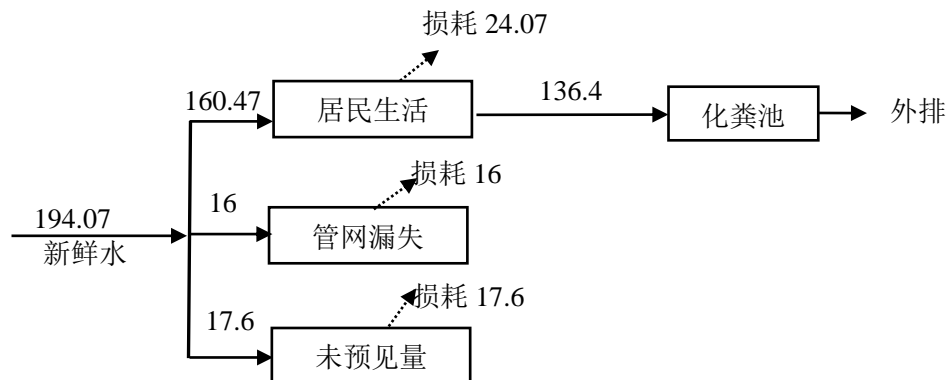 损耗 24.07
160.47
居民生活
136.4
化粪池
外排
损耗 16
194.07
新鲜水
16
管网漏失
损耗 17.6
17.6
未预见量